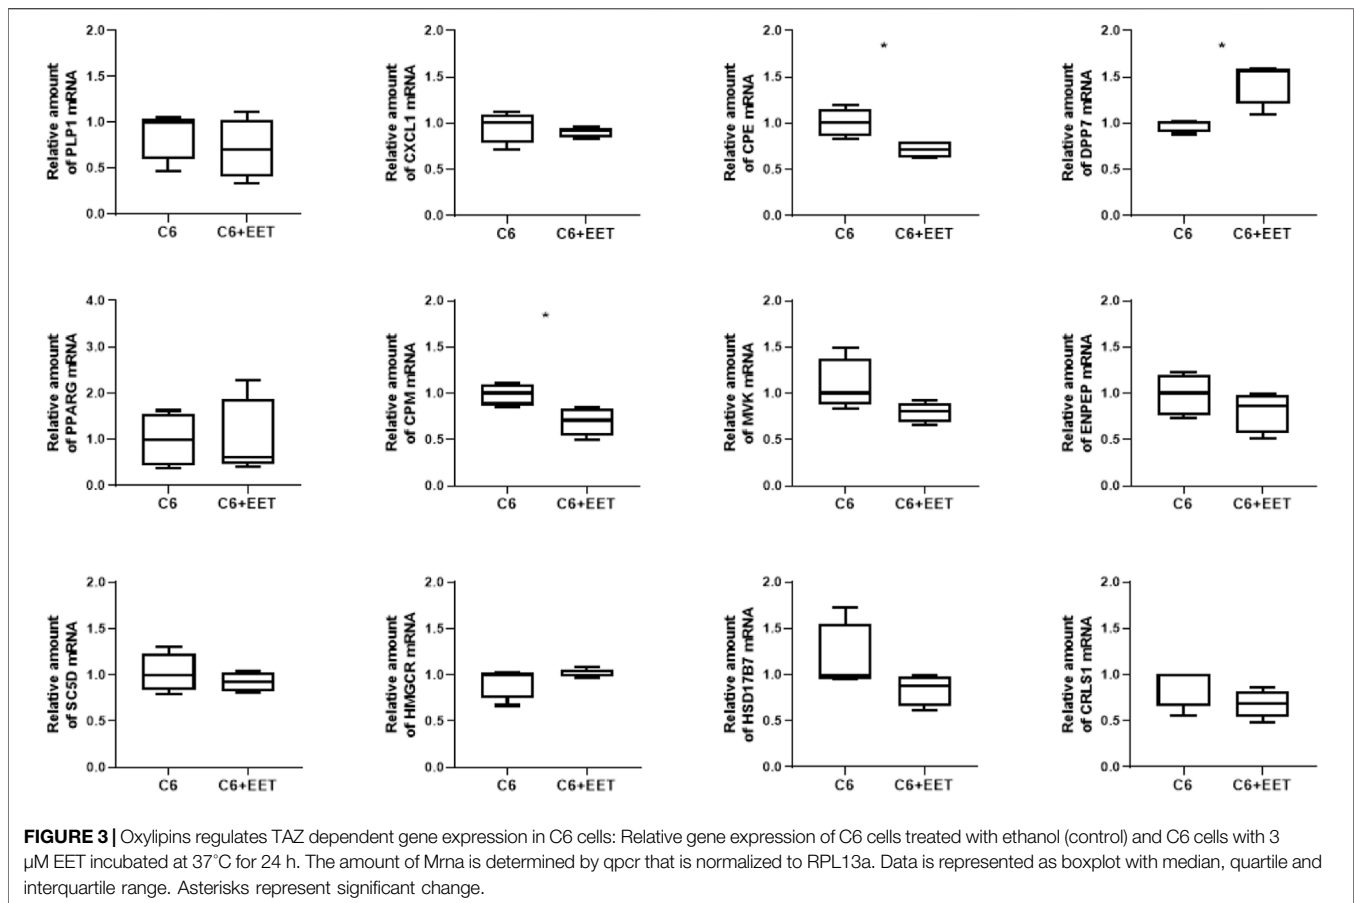 2.0
1.5
1.0
0.5
0.0
Relative amount
of PLP1 mRNA
C6 C6+EET
2.0
1.5
1.0
0.5
0.0
Relative amount
of CXCL1 mRNA
C6 C6+EET
2.0
1.5
1.0
0.5
0.0
Relative amount
of CPE mRNA
*
C6 C6+EET
2.0
1.5
1.0
0.5
0.0
Relative amount
of DPP7 mRNA
*
C6 C6+EET
4.0
3.0
2.0
1.0
0.0
Relative amount
of PPARG mRNA
C6 C6+EET
2.0
1.5
1.0
0.5
0.0
Relative amount
of CPM mRNA
*
C6 C6+EET
2.0
1.5
1.0
0.5
0.0
Relative amount
of MVK mRNA
C6 C6+EET
2.0
1.5
1.0
0.5
0.0
Relative amount
of ENPEP mRNA
C6 C6+EET
2.0
1.5
1.0
0.5
0.0
Relative amount
of SC5D mRNA
C6 C6+EET
2.0
1.5
1.0
0.5
0.0
Relative amount
of HMGCR mRNA
C6 C6+EET
2.0
1.5
1.0
0.5
0.0
Relative amount
of HSD17B7 mRNA
C6 C6+EET
2.0
1.5
1.0
0.5
0.0
Relative amount
of CRLS1 mRNA
C6 C6+EET
FIGURE 3 | Oxylipins regulates TAZ dependent gene expression in C6 cells: Relative gene expression of C6 cells treated with ethanol (control) and C6 cells with 3
µM EET incubated at 37°C for 24 h. The amount of Mrna is determined by qpcr that is normalized to RPL13a. Data is represented as boxplot with median, quartile and
interquartile range. Asterisks represent significant change.